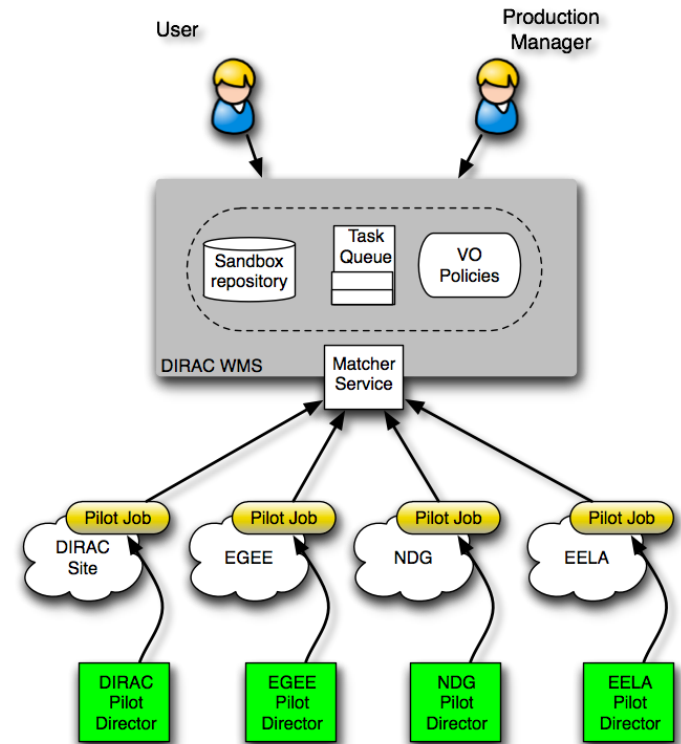 User
Production
Manager
Sandbox
repository
Task
Queue
VO
Policies
DIRAC WMS
Matcher
Service
Pilot Job
Pilot Job
Pilot Job
Pilot Job
DIRAC
Site
EGEE
NDG
EELA
DIRAC
Pilot
Director
EGEE
Pilot
Director
NDG
Pilot
Director
EELA
Pilot
Director